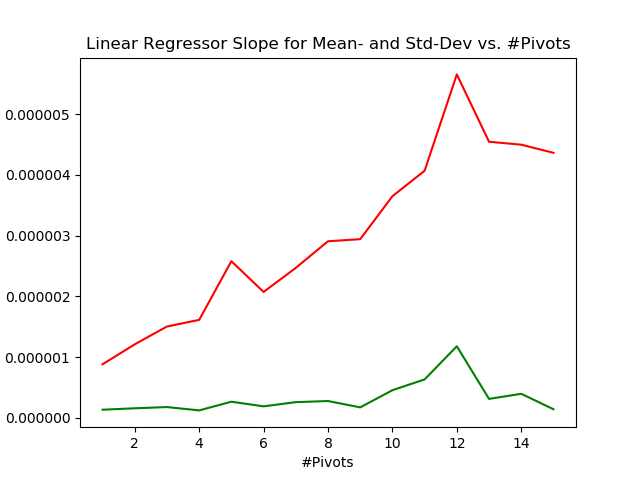 Linear Regressor Slope for Mean- and Std-Dev vs. #Pivots
0.000005
0.000004
0.000003
0.000002
0.000001
0.000000
2 4 6 8 10 12 14
#Pivots